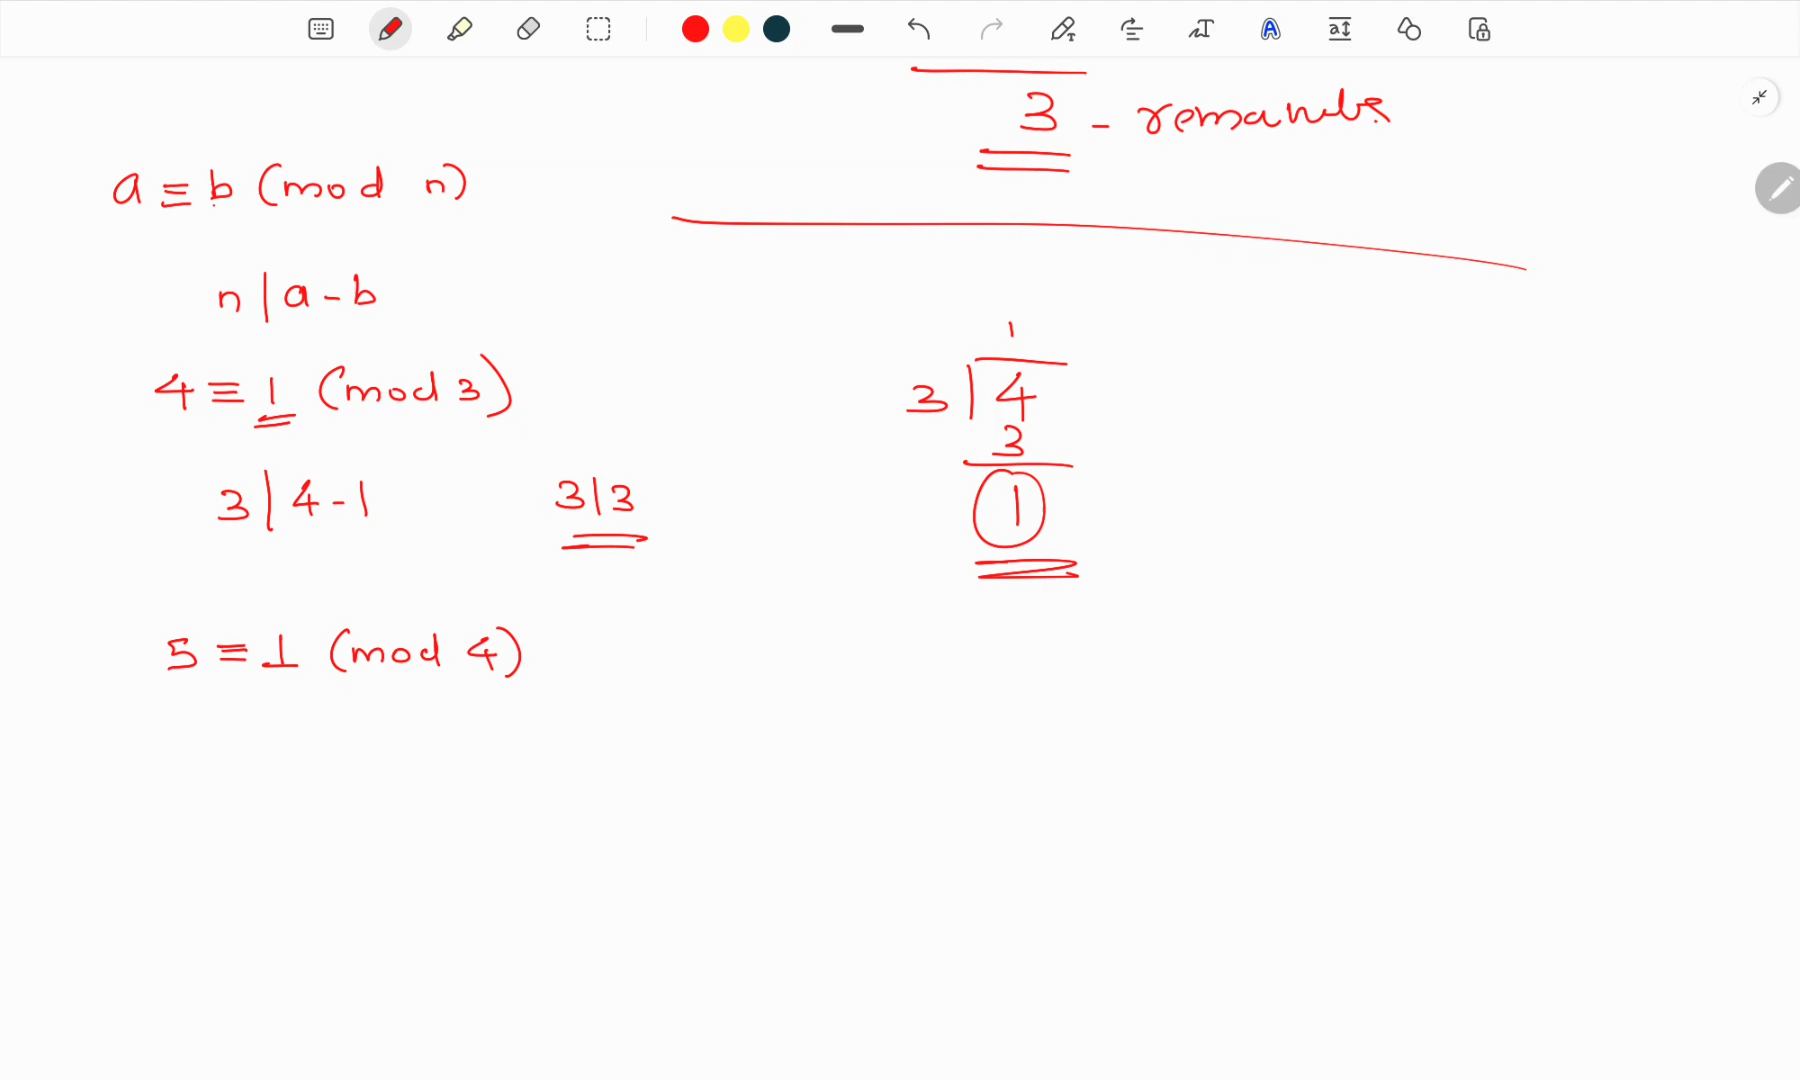 3 - remainder
a ≡ b (mod n)
n | a - b
4 ≡ 1 (mod 3)
3 | 4 - 1
3 | 3
1
3 | 4
3
1
5 ≡ 1 (mod 4)